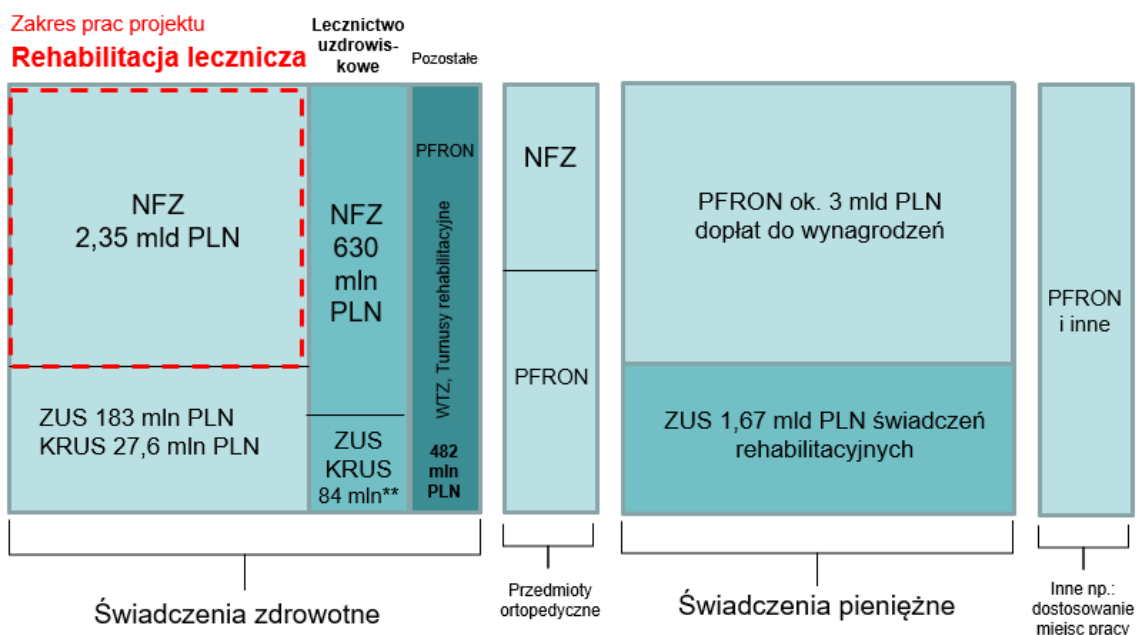 Zakres prac projektu
Rehabilitacja lecznicza
Lecznictwo
uzdrowis-
kowe
Pozostałe
NFZ
2,35 mld PLN
ZUS 183 mln PLN
KRUS 27,6 mln PLN
NFZ
630
mln
PLN
ZUS
KRUS
84 mln**
PFRON
WTZ, Turnusy rehabilitacyjne
482
mln
PLN
NFZ
PFRON
PFRON ok. 3 mld PLN
dopłat do wynagrodzeń
ZUS 1,67 mld PLN świadczeń
rehabilitacyjnych
PFRON
i inne
Świadczenia zdrowotne
Przedmioty
ortopedyczne
Świadczenia pieniężne
Inne np.:
dostosowanie
miejsc pracy